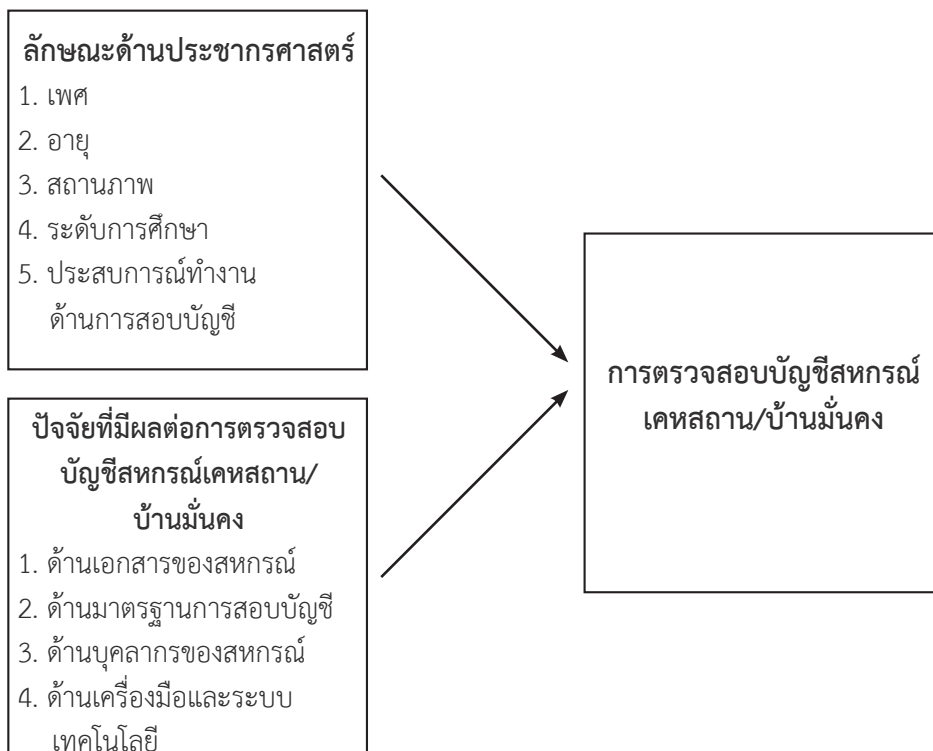 ลักษณะด้านประชากรศาสตร์
1. เพศ
2. อายุ
3. สถานภาพ
4. ระดับการศึกษา
5. ประสบการณ์ทำงาน
ด้านการสอบบัญชี
ปัจจัยที่มีผลต่อการตรวจสอบ
บัญชีสหกรณ์เคหสถาน/
บ้านมั่นคง
1. ด้านเอกสารของสหกรณ์
2. ด้านมาตรฐานการสอบบัญชี
3. ด้านบุคลากรของสหกรณ์
4. ด้านเครื่องมือและระบบ
เทคโนโลยี
การตรวจสอบบัญชีสหกรณ์
เคหสถาน/บ้านมั่นคง